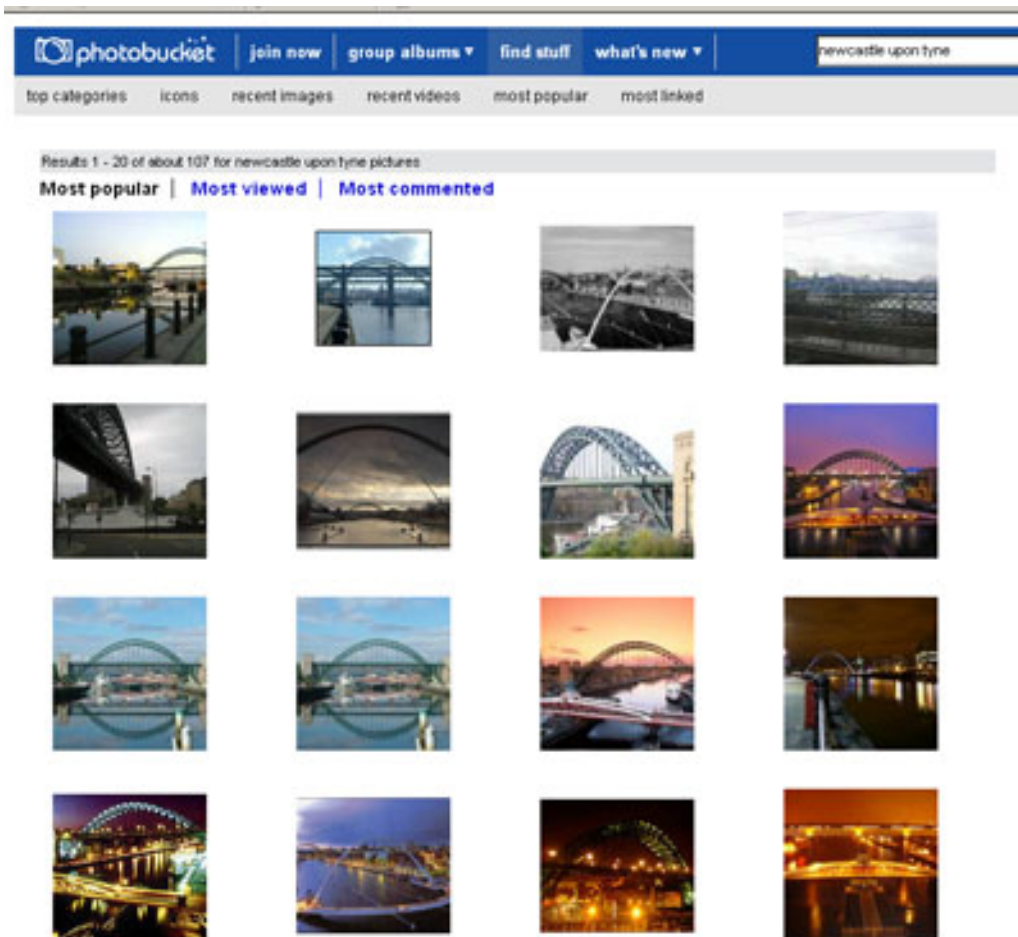 photobucket join now group albums ▾ find stuff what's new ▾ newcastle upon tyne
top categories icons recent images recent videos most popular most linked
Results 1 - 20 of about 107 for newcastle upon tyne pictures
Most popular | Most viewed | Most commented